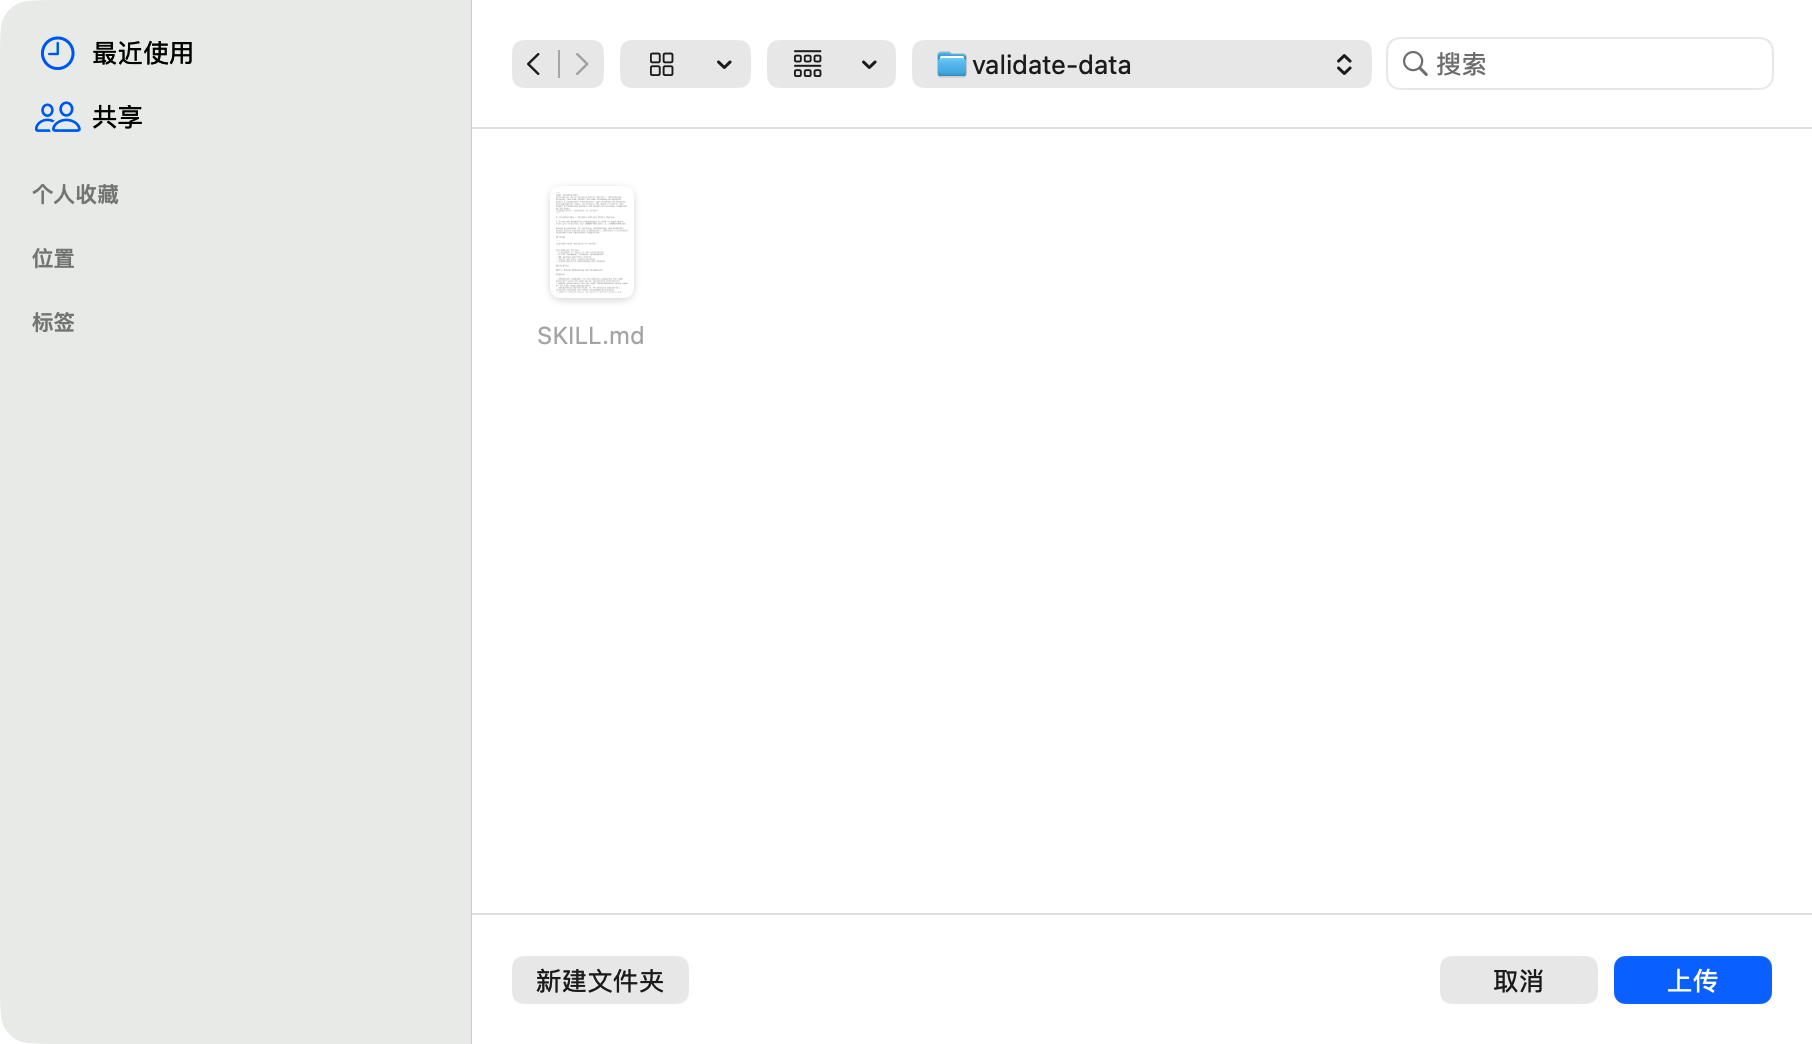 最近使用
共享
个人收藏
位置
标签
validate-data
搜索
SKILL.md
新建文件夹
取消
上传